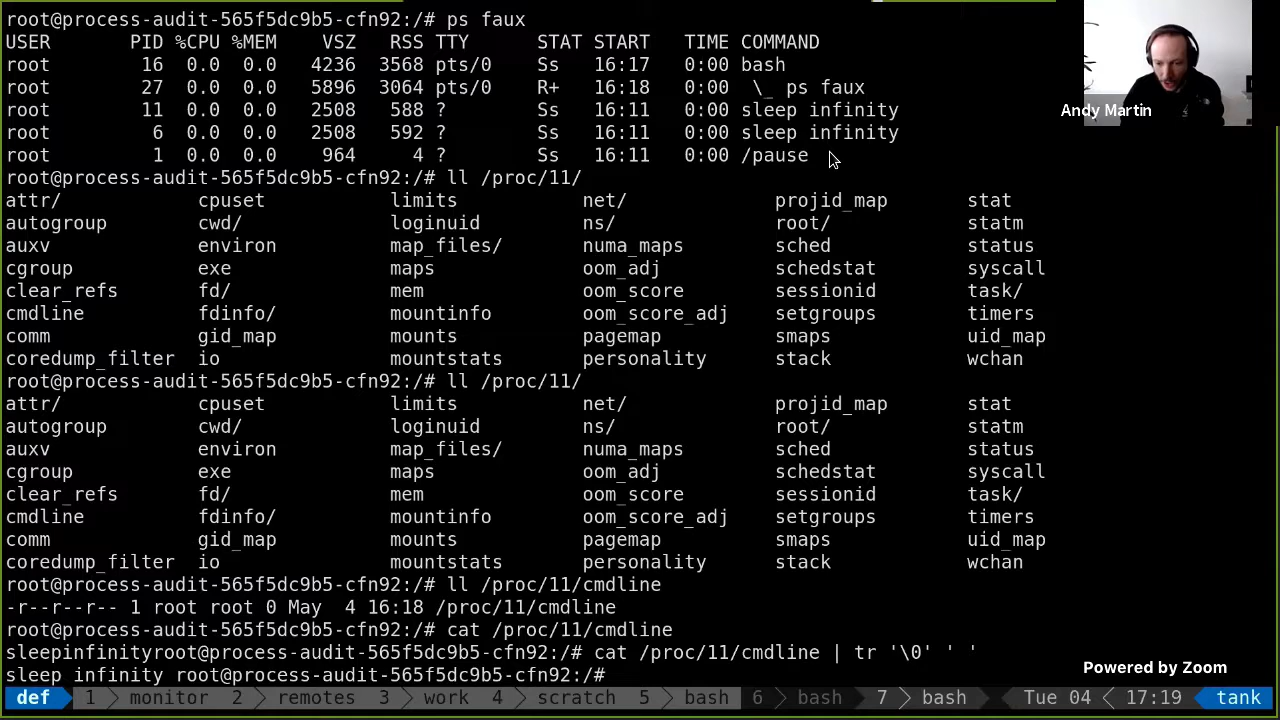 root@process-audit-565f5dc9b5-cfn92:/# ps faux
USER PID %CPU %MEM VSZ RSS TTY STAT START TIME COMMAND
root 16 0.0 0.0 4236 3568 pts/0 Ss 16:17 0:00 bash
root 27 0.0 0.0 5896 3064 pts/0 R+ 16:18 0:00 \_ ps faux
root 11 0.0 0.0 2508 588 ? Ss 16:11 0:00 sleep infinity
root 6 0.0 0.0 2508 592 ? Ss 16:11 0:00 sleep infinity
root 1 0.0 0.0 964 4 ? Ss 16:11 0:00 /pause
Andy Martin
root@process-audit-565f5dc9b5-cfn92:/# ll /proc/11/
attr/ cpuset limits net/ projid_map stat
autogroup cwd/ loginuid ns/ root/ statm
auxv environ map_files/ numa_maps sched status
cgroup exe maps oom_adj schedstat syscall
clear_refs fd/ mem oom_score sessionid task/
cmdline fdinfo/ mountinfo oom_score_adj setgroups timers
comm gid_map mounts pagemap smaps uid_map
coredump_filter io mountstats personality stack wchan
root@process-audit-565f5dc9b5-cfn92:/# ll /proc/11/
attr/ cpuset limits net/ projid_map stat
autogroup cwd/ loginuid ns/ root/ statm
auxv environ map_files/ numa_maps sched status
cgroup exe maps oom_adj schedstat syscall
clear_refs fd/ mem oom_score sessionid task/
cmdline fdinfo/ mountinfo oom_score_adj setgroups timers
comm gid_map mounts pagemap smaps uid_map
coredump_filter io mountstats personality stack wchan
root@process-audit-565f5dc9b5-cfn92:/# ll /proc/11/cmdline
-r--r--r-- 1 root root 0 May  4 16:18 /proc/11/cmdline
root@process-audit-565f5dc9b5-cfn92:/# cat /proc/11/cmdline
sleepinfinityroot@process-audit-565f5dc9b5-cfn92:/# cat /proc/11/cmdline | tr '\0' ' '
sleep infinity root@process-audit-565f5dc9b5-cfn92:/#
Powered by Zoom
def 1 monitor 2 remotes 3 work 4 scratch 5 bash 6 bash 7 bash Tue 04 17:19 tank